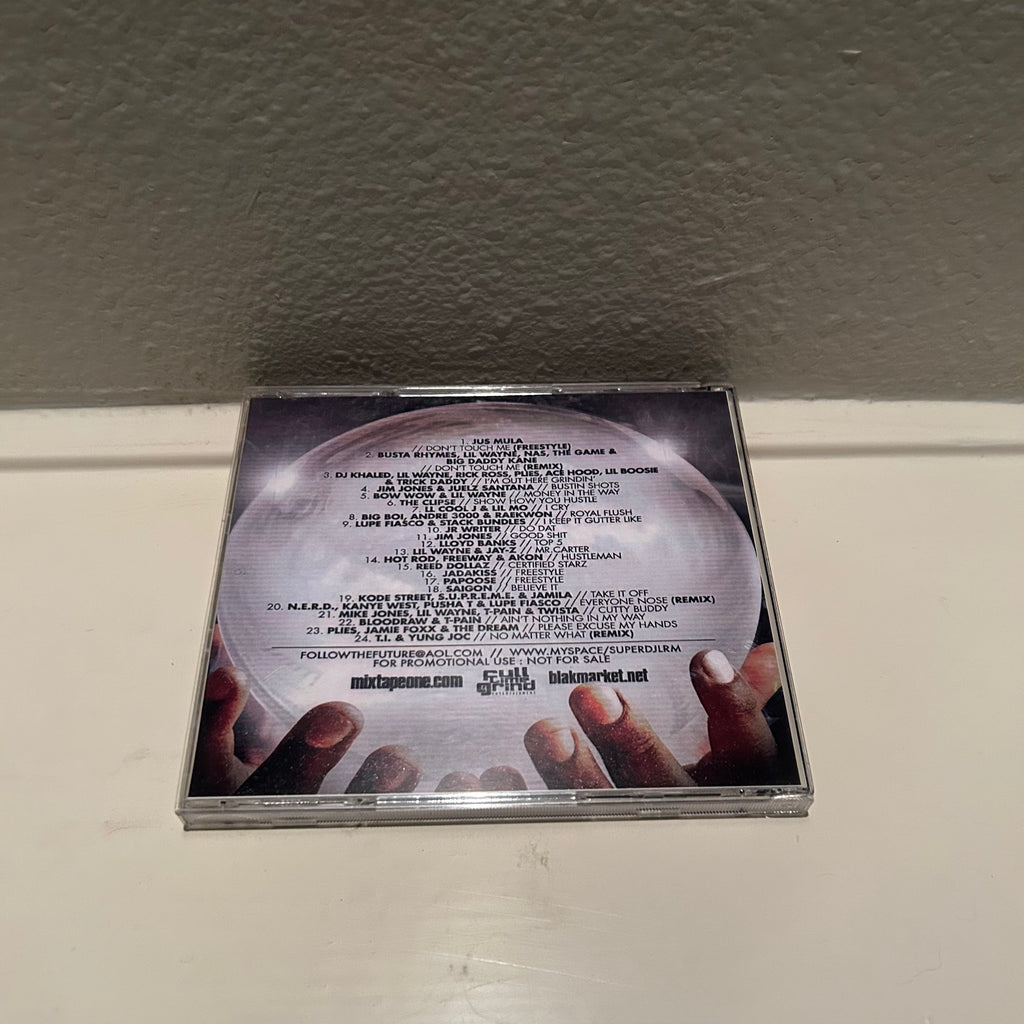 1. JUS MULA
// DON'T TOUCH ME (FREESTYLE)
2. BUSTA RHYMES, LIL WAYNE, NAS, THE GAME &
BIG DADDY KANE
// DON'T TOUCH ME (REMIX)
3. DJ KHALED, LIL WAYNE, RICK ROSS, PLIES, ACE HOOD, LIL BOOSIE
& TRICK DADDY // I'M OUT HERE GRINDIN'
4. JIM JONES & JUELZ SANTANA // BUSTIN SHOTS
5. BOW WOW & LIL WAYNE // MONEY IN THE WAY
6. THE CLIPSE // SHOW HOW YOU HUSTLE
7. LL COOL J & LIL MO // I CRY
8. BIG BOI, ANDRE 3000 & RAEKWON // ROYAL FLUSH
9. LUPE FIASCO & STACK BUNDLES // I KEEP IT GUTTER LIKE
10. JR WRITER // DO DAT
11. JIM JONES // GOOD SHIT
12. LLOYD BANKS // TOP 5
13. LIL WAYNE & JAY-Z // MR.CARTER
14. HOT ROD, FREEWAY & AKON // HUSTLEMAN
15. REED DOLLAZ // CERTIFIED STARZ
16. JADAKISS // FREESTYLE
17. PAPOOSE // FREESTYLE
18. SAIGON // BELIEVE IT
19. KODE STREET, S.U.P.R.E.M.E. & JAMILA // TAKE IT OFF
20. N.E.R.D., KANYE WEST, PUSHA T & LUPE FIASCO // EVERYONE NOSE (REMIX)
21. MIKE JONES, LIL WAYNE, T-PAIN & TWISTA // CUTTY BUDDY
22. BLOODRAW & T-PAIN // AIN'T NOTHING IN MY WAY
23. PLIES, JAMIE FOXX & THE DREAM // PLEASE EXCUSE MY HANDS
24. T.I. & YUNG JOC // NO MATTER WHAT (REMIX)
FOLLOWTHEFUTURE@AOL.COM // WWW.MYSPACE/SUPERDJLRM
FOR PROMOTIONAL USE : NOT FOR SALE
mixtapeone.com full time grind ENTERTAINMENT blakmarket.net